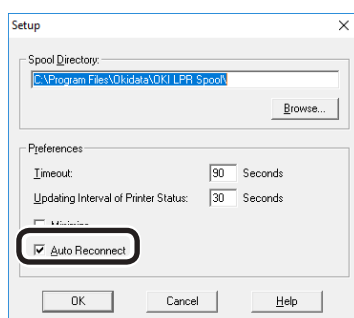 Setup
Spool Directory:
C:\Program Files\Okidata\OKI LPR Spool\
Browse...
Preferences
Timeout: 90 Seconds
Updating Interval of Printer Status: 30 Seconds
Auto Reconnect
OK Cancel Help